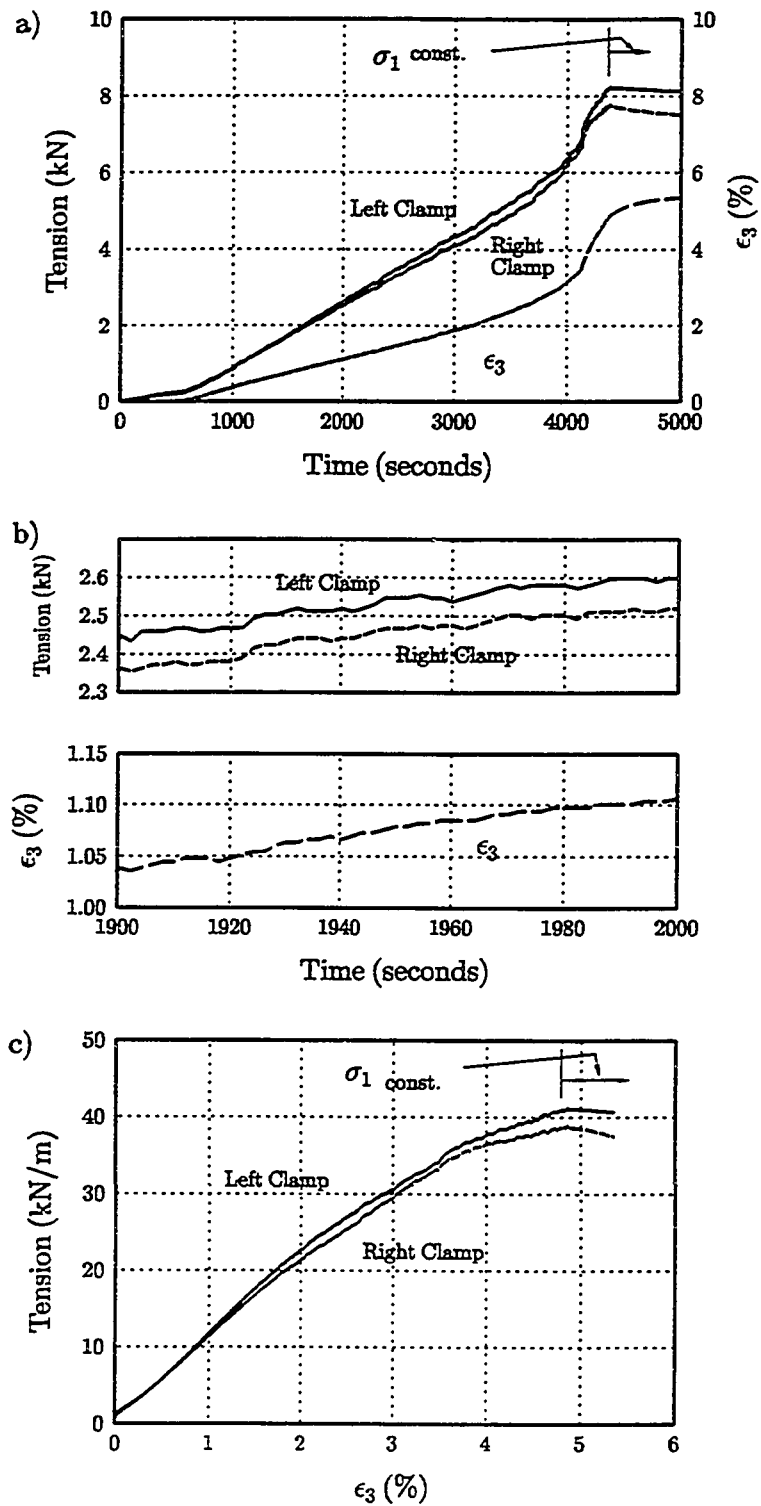 a)
Tension (kN)
10
8
6
4
2
0
σ₁ const.
Left Clamp
Right
Clamp
ϵ₃
10
8
6
4
2
0
ϵ₃ (%)
0 1000 2000 3000 4000 5000
Time (seconds)
b)
Tension (kN)
2.6
2.5
2.4
2.3
Left Clamp
Right Clamp
ϵ₃ (%)
1.15
1.10
1.05
1.00
ϵ₃
1900 1920 1940 1960 1980 2000
Time (seconds)
c)
Tension (kN/m)
50
40
30
20
10
0
σ₁ const.
Left Clamp
Right Clamp
0 1 2 3 4 5 6
ϵ₃ (%)